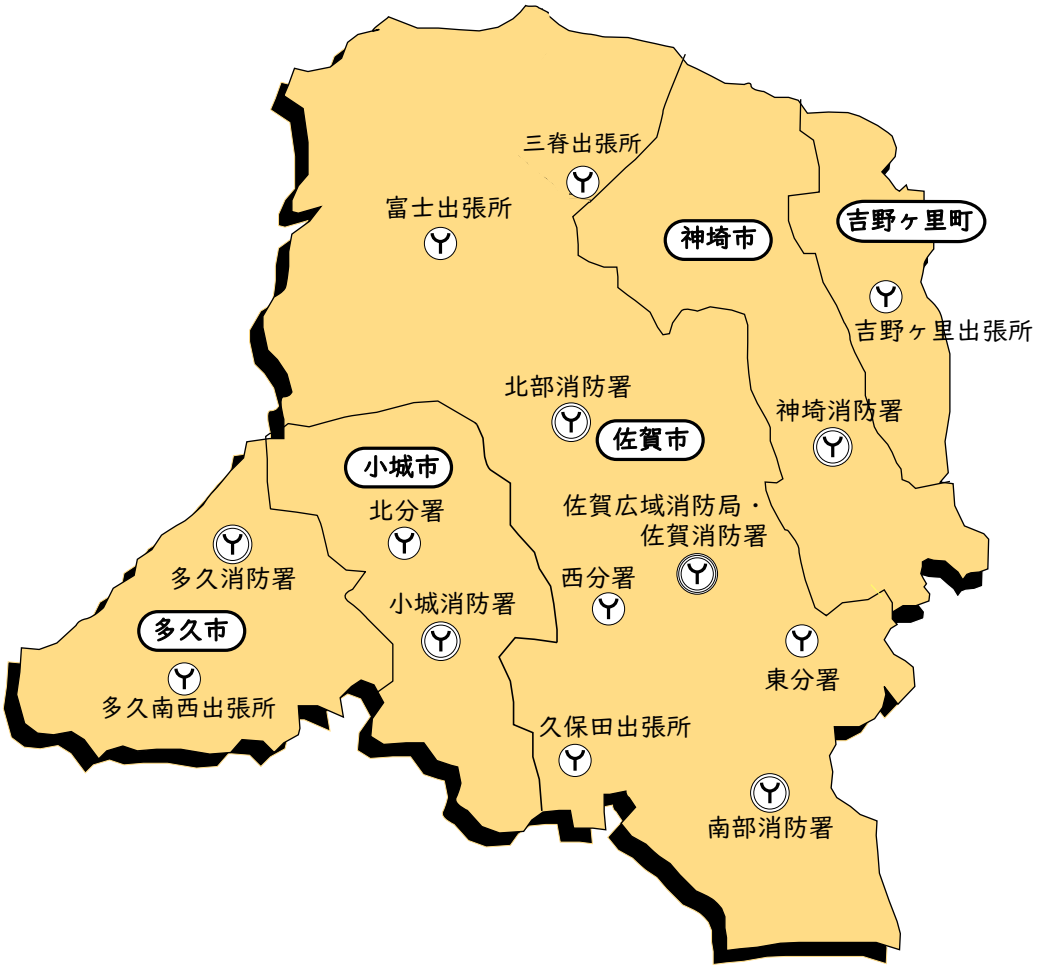 三脊出張所
富士出張所
吉野ヶ里町
神埼市
吉野ヶ里出張所
北部消防署
神埼消防署
佐賀市
小城市
北分署
佐賀広域消防局・
佐賀消防署
多久消防署
西分署
小城消防署
多久市
東分署
多久南西出張所
久保田出張所
南部消防署